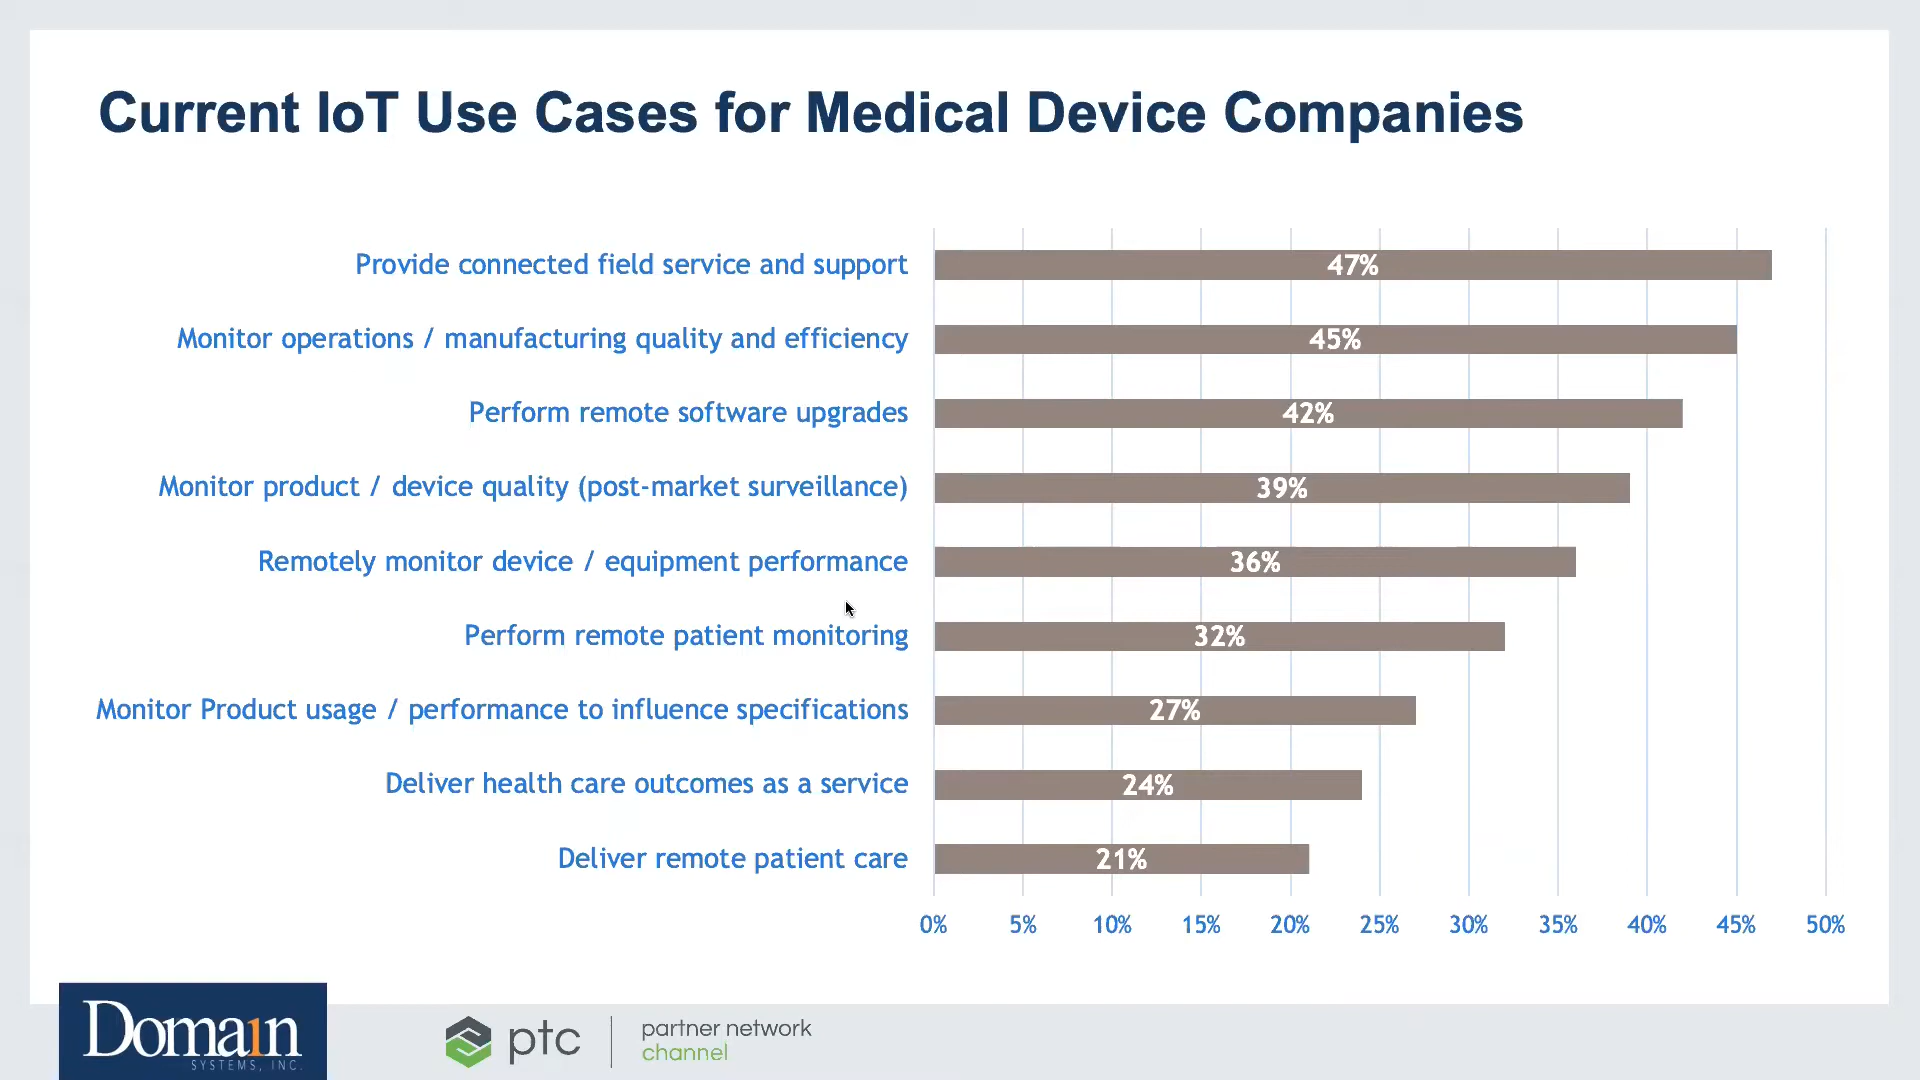 Current IoT Use Cases for Medical Device Companies
Provide connected field service and support
47%
Monitor operations / manufacturing quality and efficiency
45%
Perform remote software upgrades
42%
Monitor product / device quality (post-market surveillance)
39%
Remotely monitor device / equipment performance
36%
Perform remote patient monitoring
32%
Monitor Product usage / performance to influence specifications
27%
Deliver health care outcomes as a service
24%
Deliver remote patient care
21%
0% 5% 10% 15% 20% 25% 30% 35% 40% 45% 50%
Domain
SYSTEMS, INC.
ptc
partner network
channel